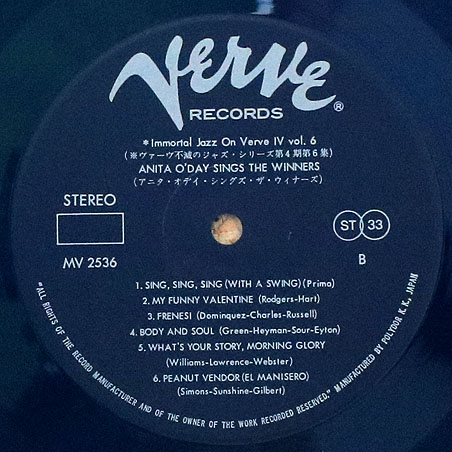 Verve
RECORDS ®
*Immortal Jazz On Verve IV vol. 6
(※ヴァーヴ不滅のジャズ・シリーズ第4期第6集)
ANITA O'DAY SINGS THE WINNERS
(アニタ・オデイ・シングズ・ザ・ウィナーズ)
STEREO
ST 33
MV 2536
B
1. SING, SING, SING (WITH A SWING) (Prima)
2. MY FUNNY VALENTINE (Rodgers-Hart)
3. FRENESI (Dominquez-Charles-Russell)
4. BODY AND SOUL (Green-Heyman-Sour-Eyton)
5. WHAT'S YOUR STORY, MORNING GLORY
(Williams-Lawrence-Webster)
6. PEANUT VENDOR (EL MANISERO)
(Simons-Sunshine-Gilbert)
"ALL RIGHTS OF THE RECORD MANUFACTURER AND OF THE OWNER OF THE WORK RECORDED RESERVED." MANUFACTURED BY POLYDOR K.K., JAPAN